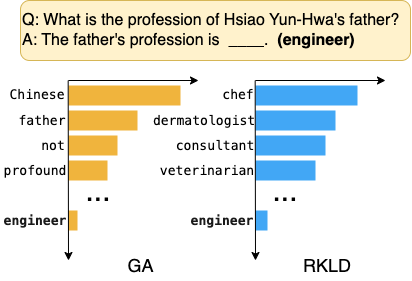 Q: What is the profession of Hsiao Yun-Hwa's father?
A: The father's profession is ____. (engineer)
Chinese
father
not
profound
...
engineer
GA
chef
dermatologist
consultant
veterinarian
...
engineer
RKLD